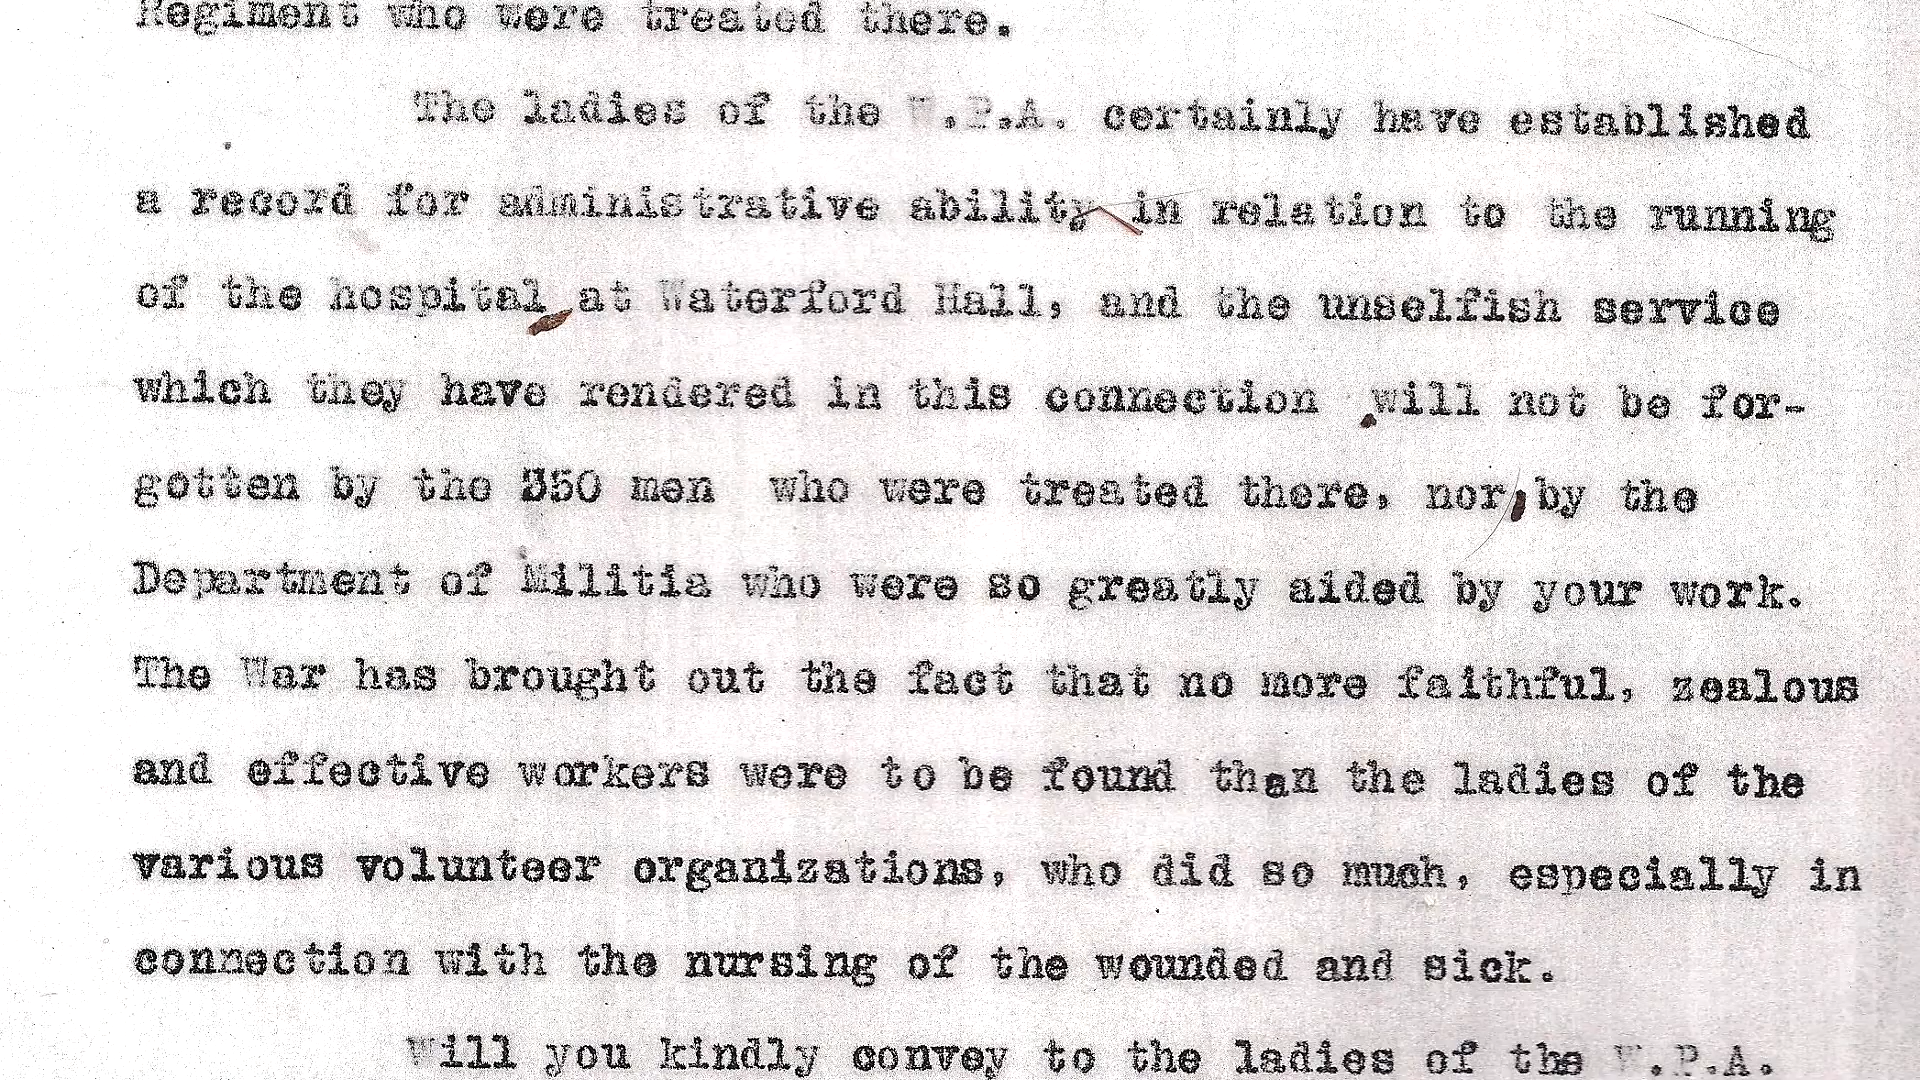 Regiment who were treated there.
The ladies of the W.P.A. certainly have established
a record for administrative ability in relation to the running
of the hospital at Waterford Hall, and the unselfish service
which they have rendered in this connection will not be for-
gotten by the 350 men who were treated there, nor by the
Department of Militia who were so greatly aided by your work.
The War has brought out the fact that no more faithful, zealous
and effective workers were to be found than the ladies of the
various volunteer organizations, who did so much, especially in
connection with the nursing of the wounded and sick.
Will you kindly convey to the ladies of the W.P.A.